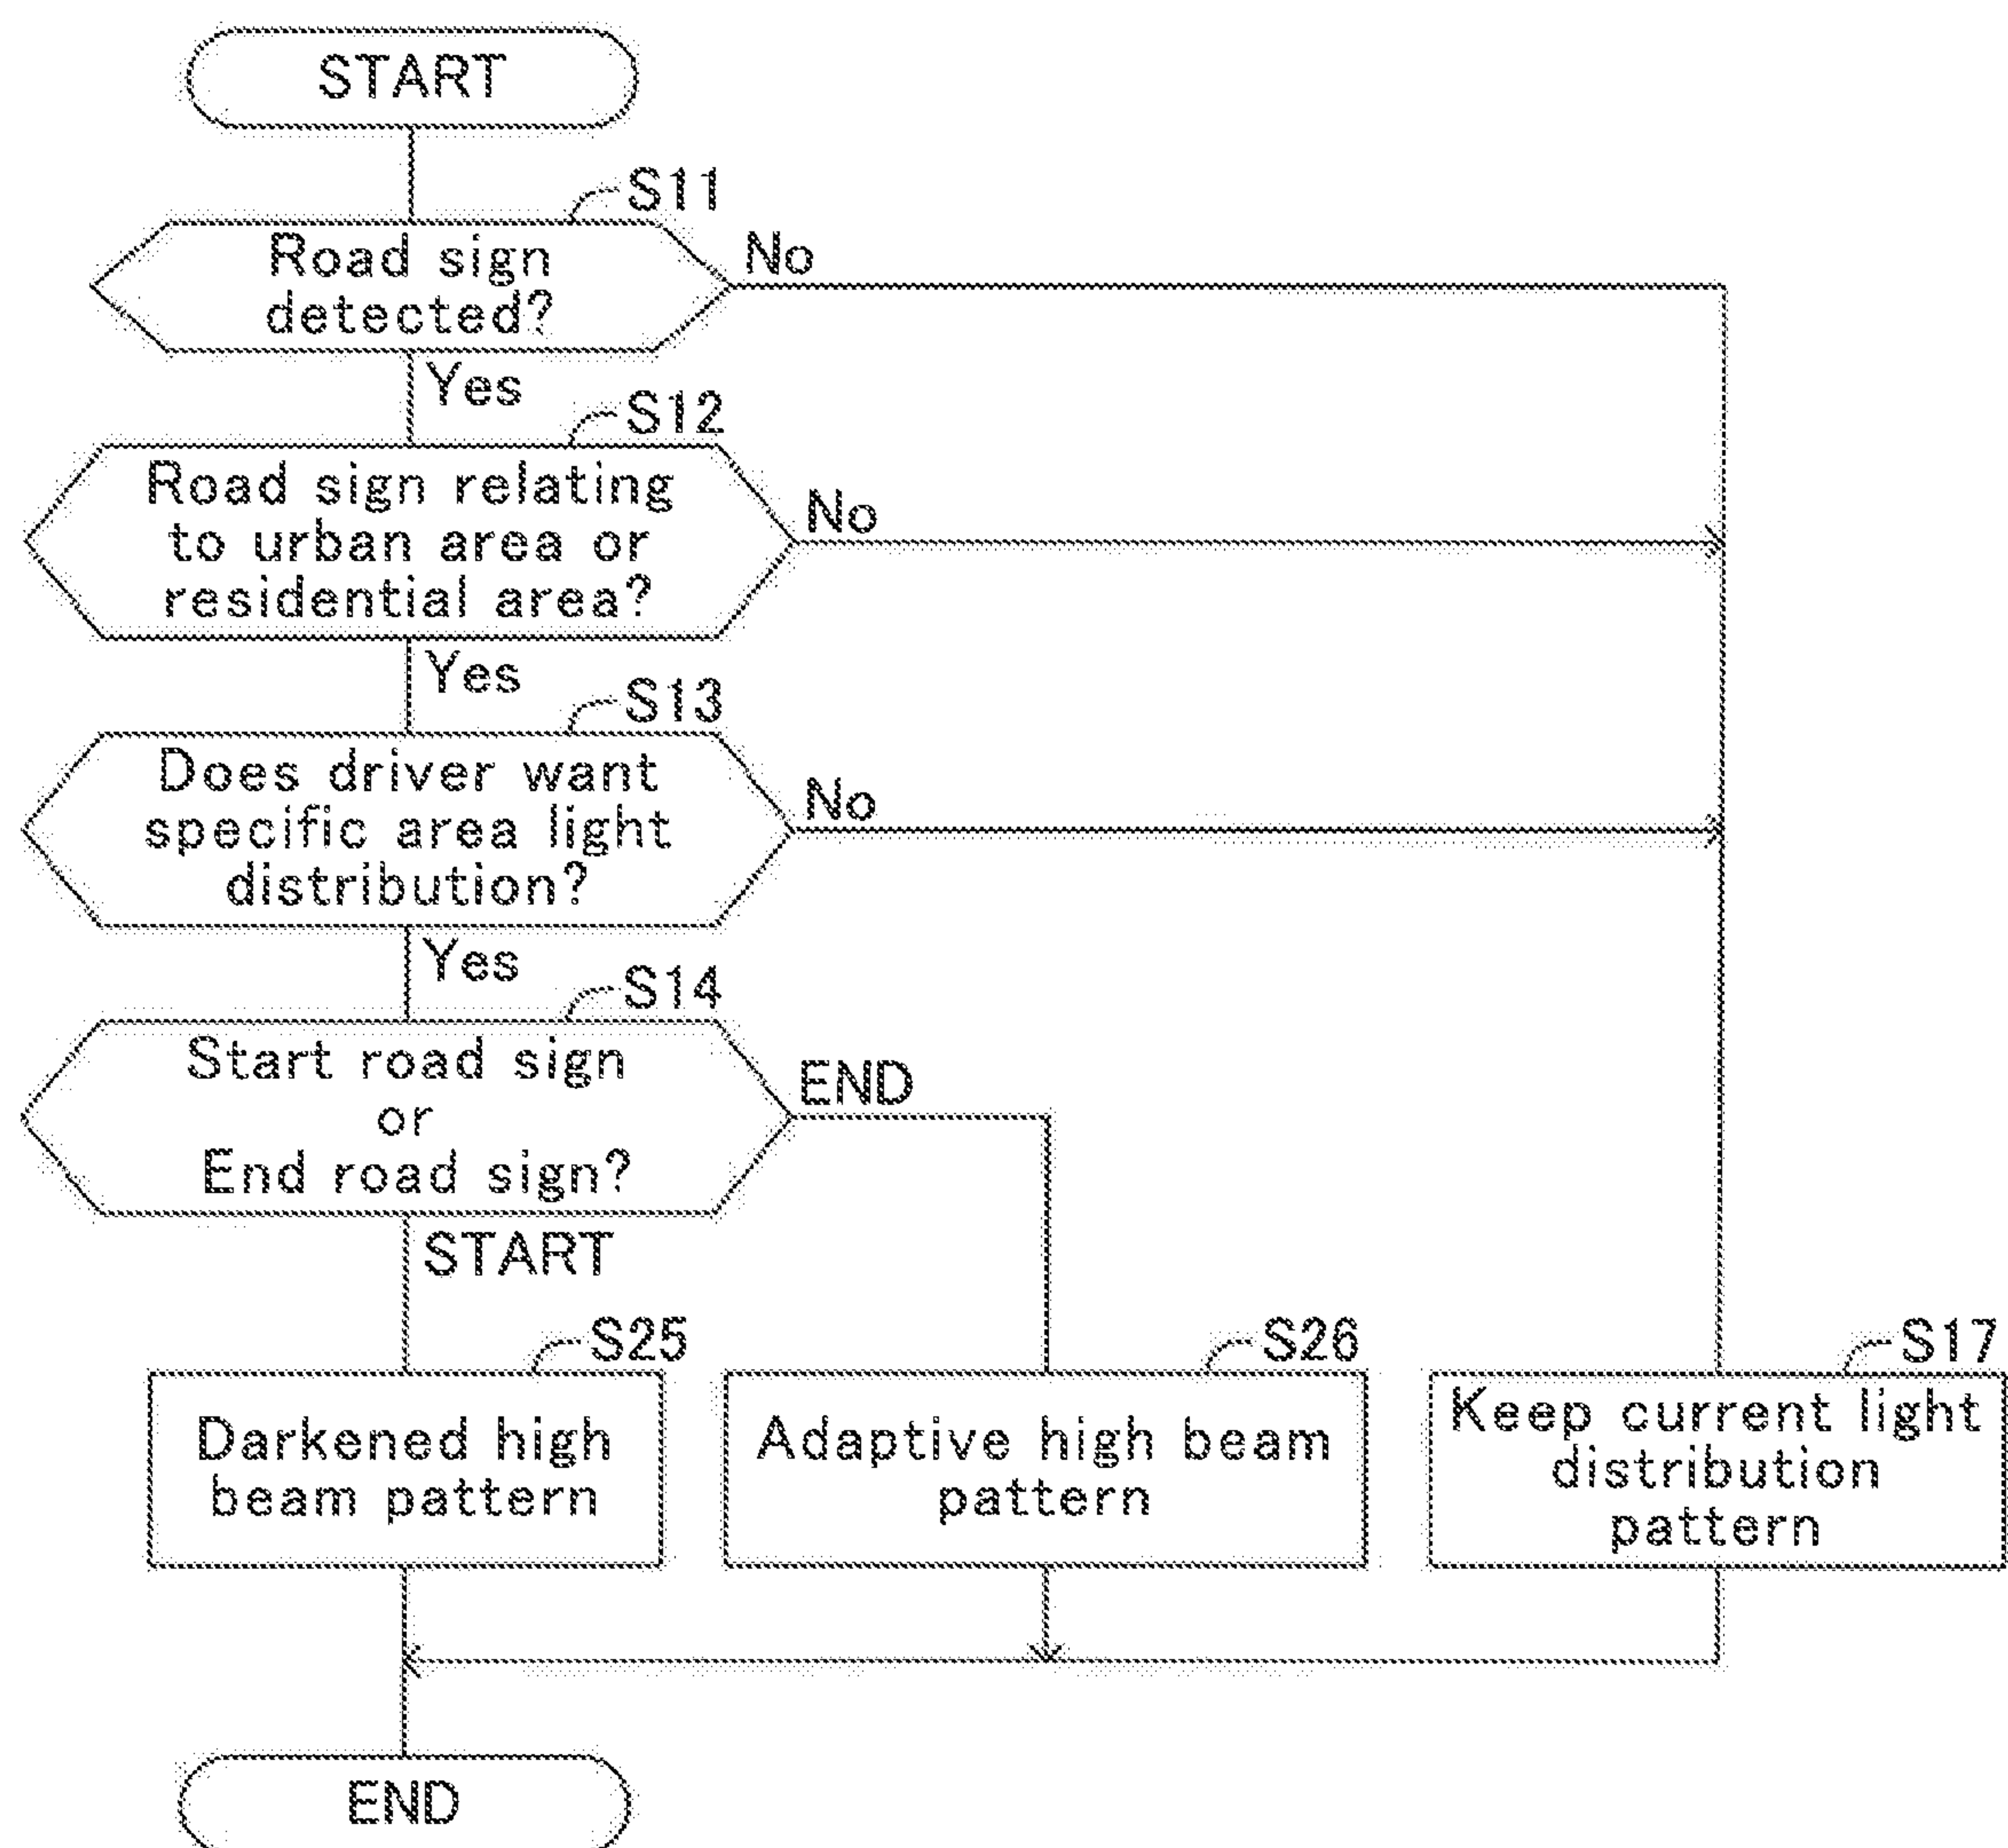 START
S11
Road sign
detected?
No
Yes
S12
Road sign relating
to urban area or
residential area?
No
Yes
S13
Does driver want
specific area light
distribution?
No
Yes
S14
Start road sign
or
End road sign?
END
START
S25
Darkened high
beam pattern
S26
Adaptive high beam
pattern
S17
Keep current light
distribution
pattern
END